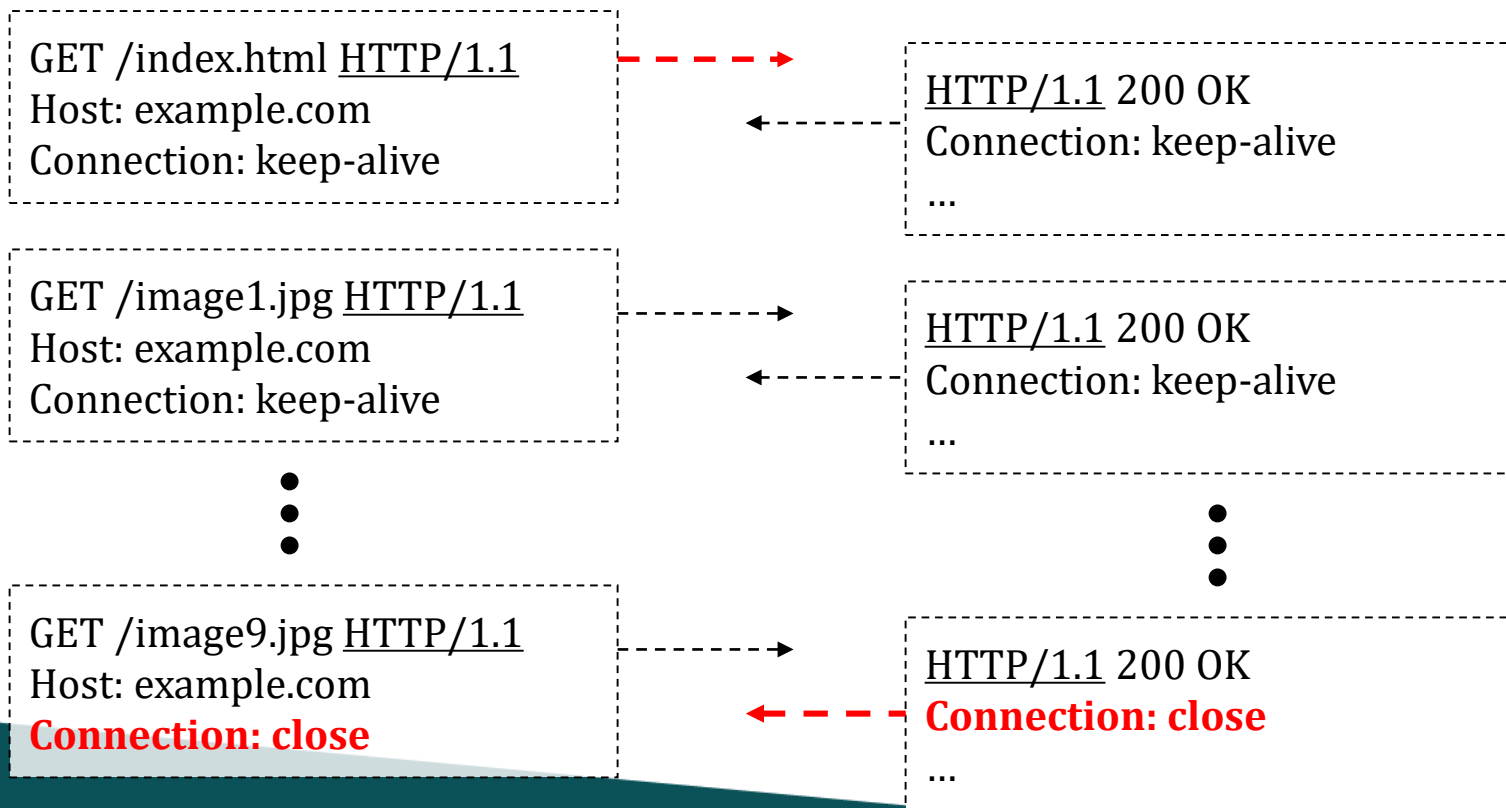 GET /index.html HTTP/1.1
Host: example.com
Connection: keep-alive
HTTP/1.1 200 OK
Connection: keep-alive
...
GET /image1.jpg HTTP/1.1
Host: example.com
Connection: keep-alive
HTTP/1.1 200 OK
Connection: keep-alive
...
GET /image9.jpg HTTP/1.1
Host: example.com
Connection: close
HTTP/1.1 200 OK
Connection: close
...